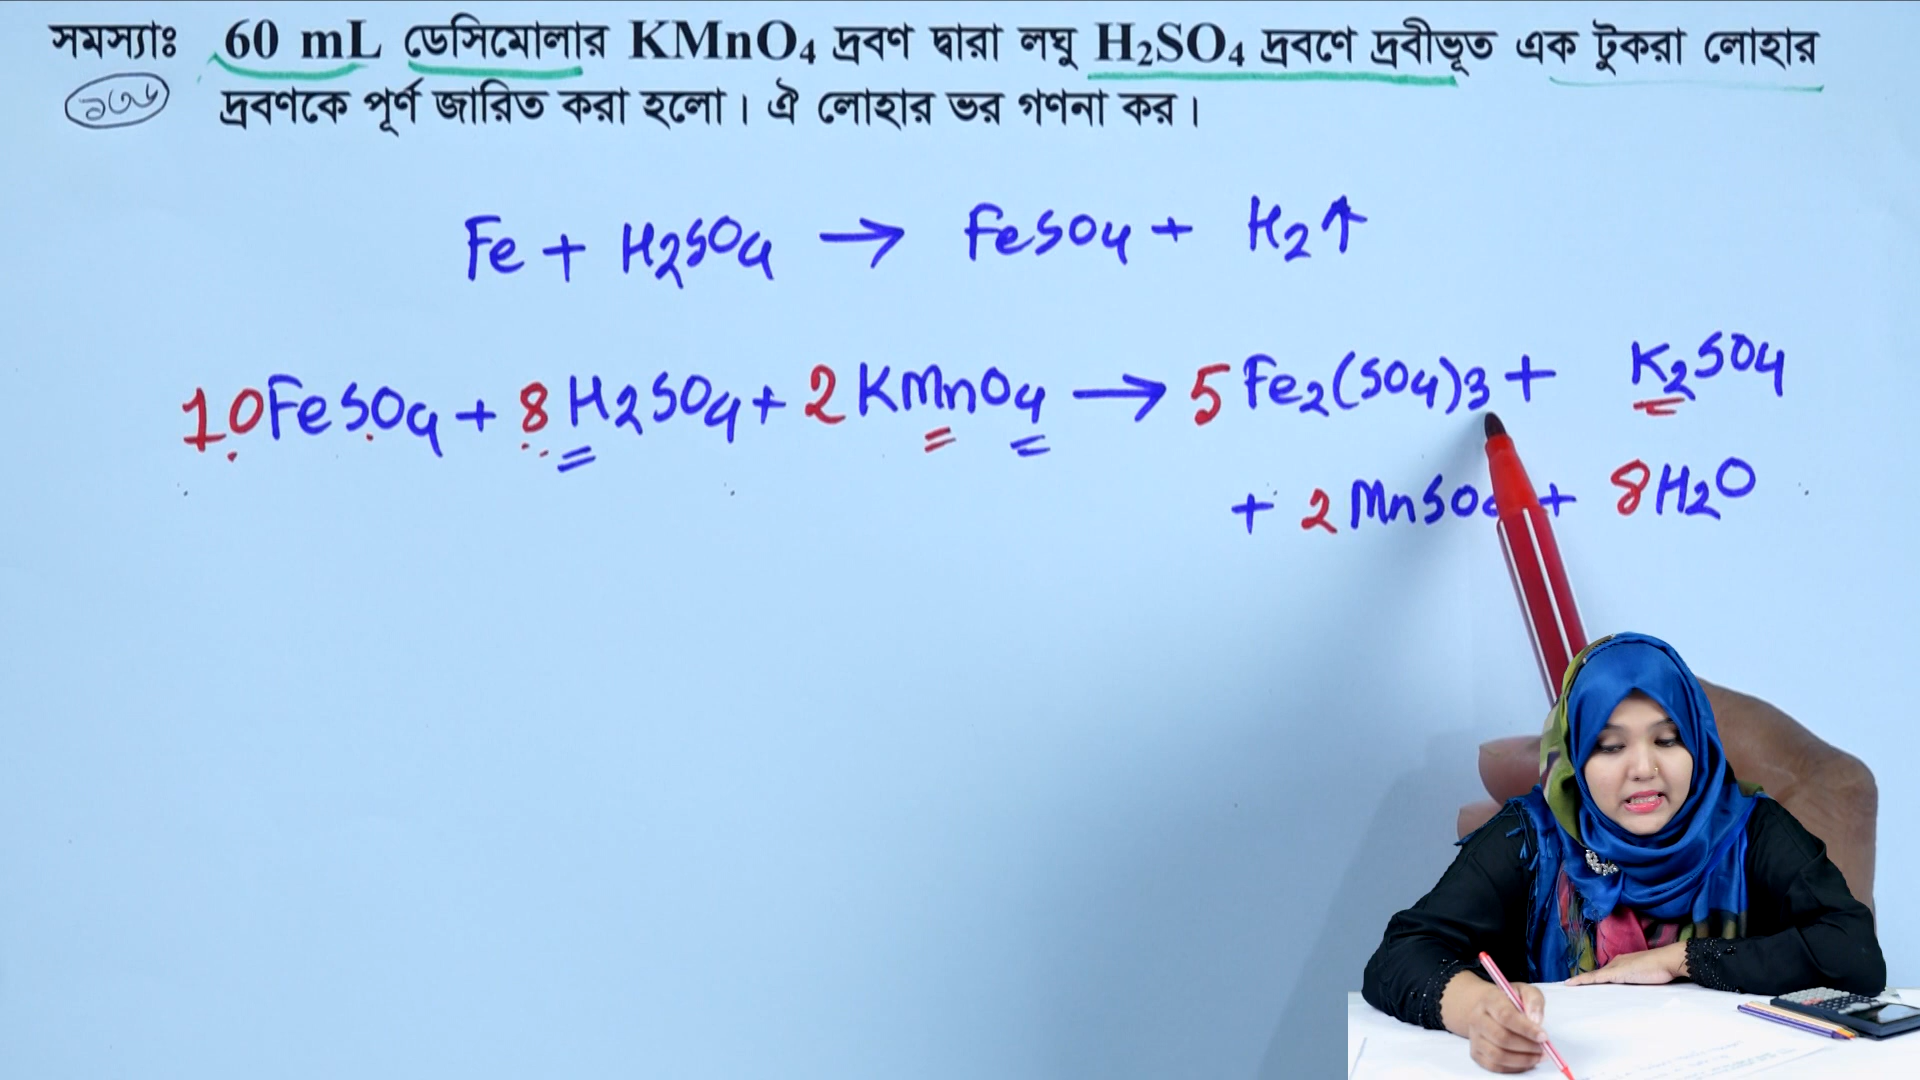 সমস্যাঃ 60 mL ডেসিমোলার KMnO₄ দ্রবণ দ্বারা লঘু H₂SO₄ দ্রবণে দ্রবীভূত এক টুকরা লোহার
১৩৬ দ্রবণকে পূর্ণ জারিত করা হলো। ঐ লোহার ভর গণনা কর।
Fe + H₂SO₄ → FeSO₄ + H₂↑
10FeSO₄ + 8H₂SO₄ + 2KMnO₄ → 5Fe₂(SO₄)₃ + K₂SO₄
+ 2MnSO₄ + 8H₂O